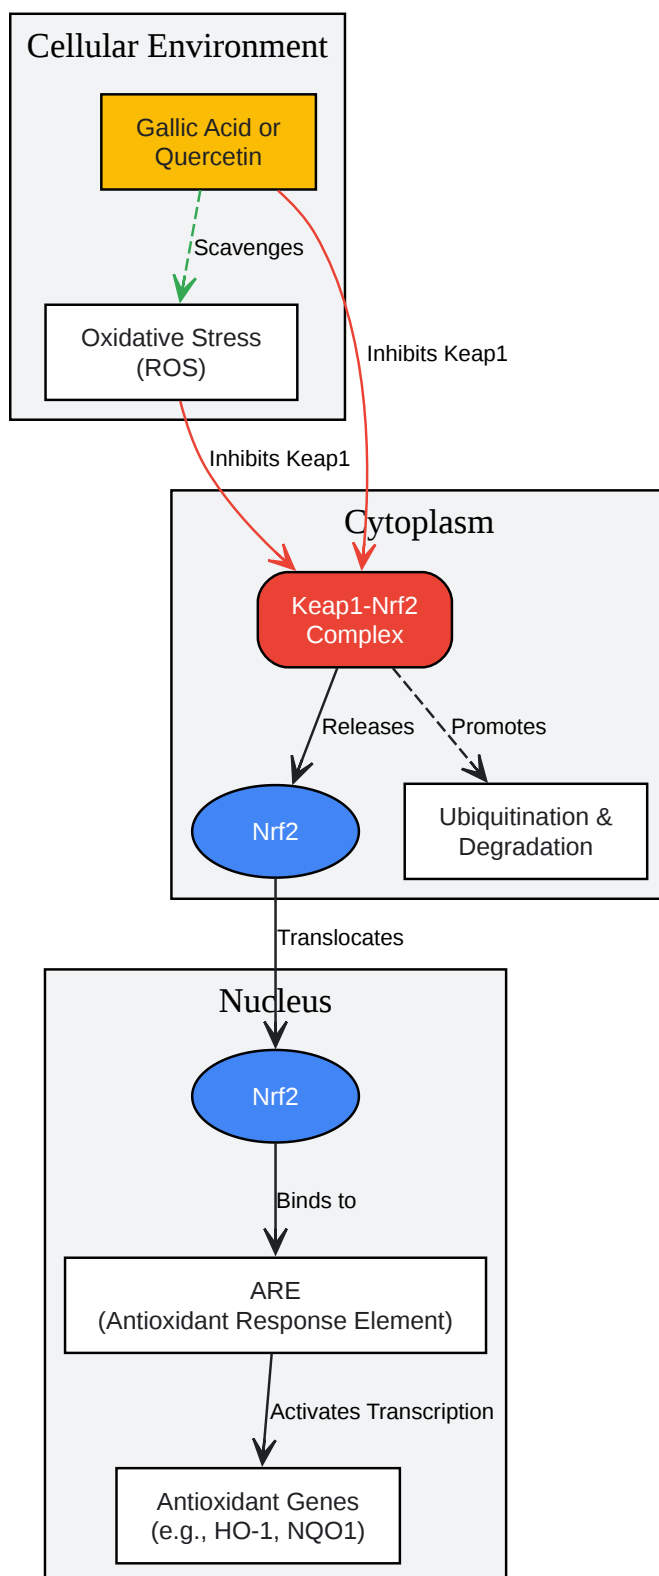 Cellular Environment
Gallic Acid or
Quercetin
Scavenges
Oxidative Stress
(ROS)
Inhibits Keap1
Inhibits Keap1
Cytoplasm
Keap1-Nrf2
Complex
Releases
Promotes
Nrf2
Ubiquitination &
Degradation
Translocates
Nucleus
Nrf2
Binds to
ARE
(Antioxidant Response Element)
Activates Transcription
Antioxidant Genes
(e.g., HO-1, NQO1)